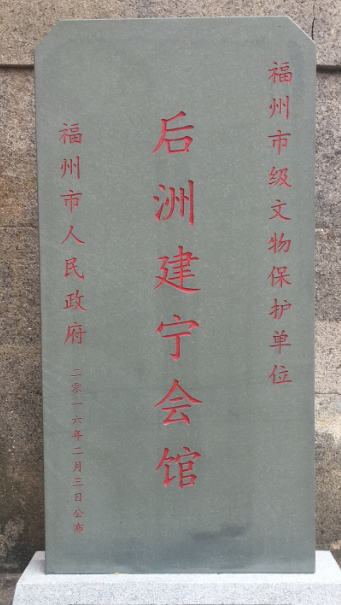 福州市级文物保护单位
后洲建宁会馆
福州市人民政府
二零一六年二月三日公布